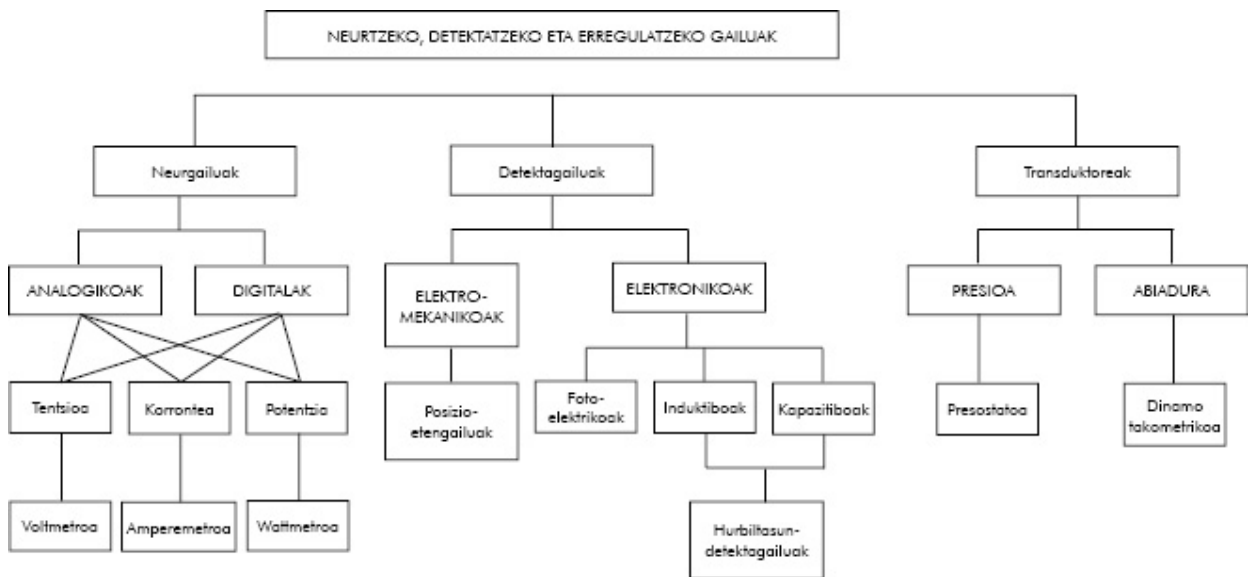 NEURTZEKO, DETEKTATZEKO ETA ERREGULATZEKO GAILUAK
Neurgailuak
Detektagailuak
Transduktoreak
ANALOGIKOAK
DIGITALAK
ELEKTRO-
MEKANIKOAK
ELEKTRONIKOAK
PRESIOA
ABIADURA
Tentsioa
Korrontea
Potentzia
Posizio-
etengailuak
Foto-
elektrikoak
Induktiboak
Kapazitiboak
Presostatoa
Dinamo
takometrikoa
Voltmetroa
Amperemetroa
Wattmetroa
Hurbiltasun-
detektagailuak